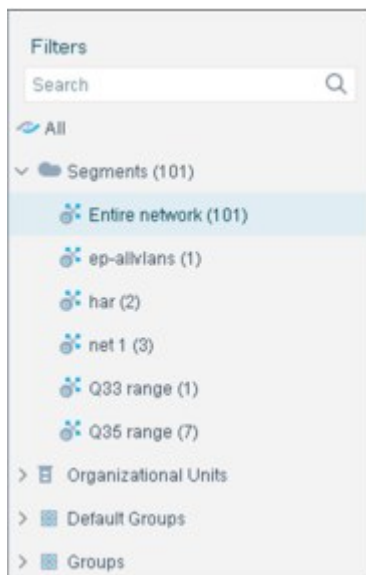 Filters
Search
All
Segments (101)
Entire network (101)
ep-allvlans (1)
har (2)
net 1 (3)
Q33 range (1)
Q35 range (7)
Organizational Units
Default Groups
Groups